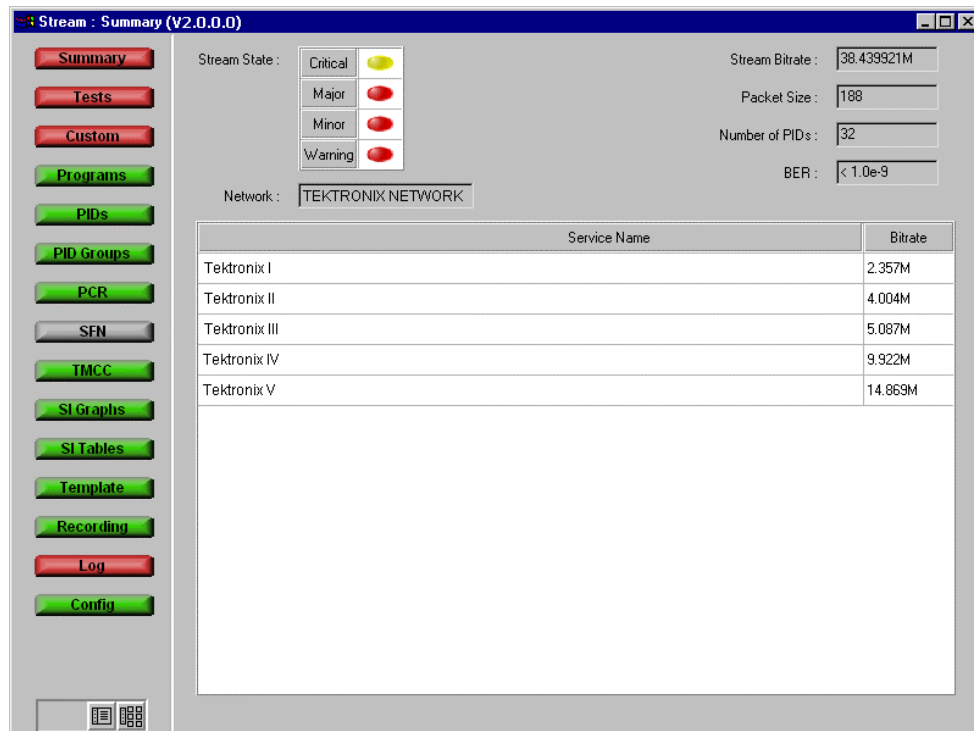 Stream : Summary (V2.0.0.0)
Summary
Tests
Custom
Programs
PIDs
PID Groups
PCR
SFN
TMCC
SI Graphs
SI Tables
Template
Recording
Log
Config
Stream State :
Critical
Major
Minor
Warning
Network : TEKTRONIX NETWORK
Stream Bitrate : 38.439921M
Packet Size : 188
Number of PIDs : 32
BER : < 1.0e-9
Service Name Bitrate
Tektronix I 2.357M
Tektronix II 4.004M
Tektronix III 5.087M
Tektronix IV 9.922M
Tektronix V 14.869M